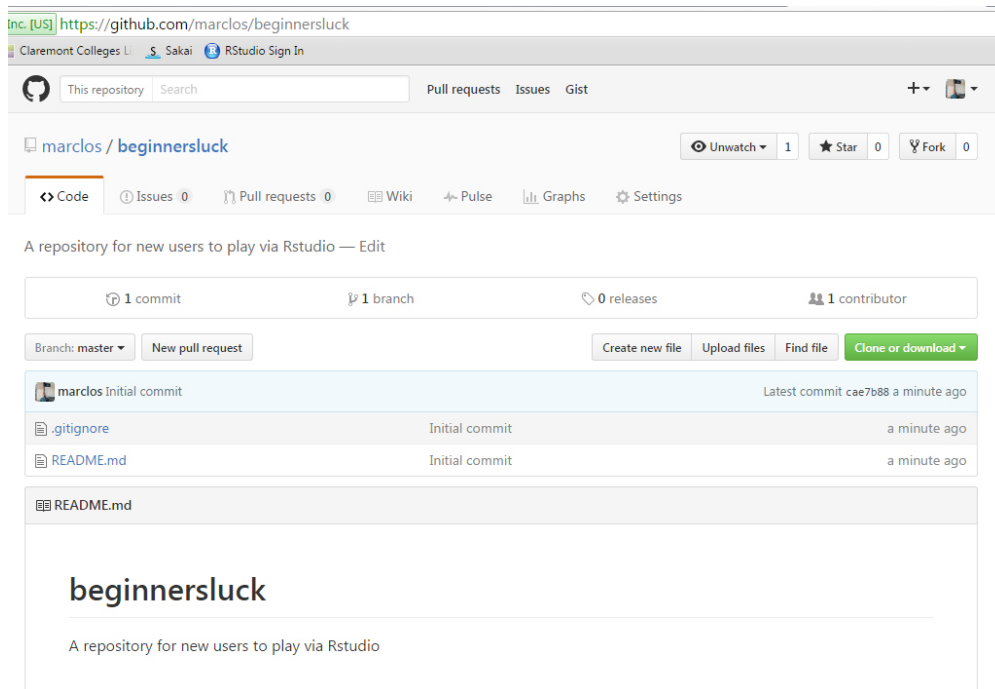 Inc. [US] https://github.com/marclos/beginnersluck
Claremont Colleges Li S Sakai R RStudio Sign In
This repository Search Pull requests Issues Gist
marclos / beginnersluck Unwatch 1 Star 0 Fork 0
Code Issues 0 Pull requests 0 Wiki Pulse Graphs Settings
A repository for new users to play via Rstudio — Edit
1 commit 1 branch 0 releases 1 contributor
Branch: master New pull request Create new file Upload files Find file Clone or download
marclos Initial commit Latest commit cae7b88 a minute ago
.gitignore Initial commit a minute ago
README.md Initial commit a minute ago
README.md
beginnersluck
A repository for new users to play via Rstudio